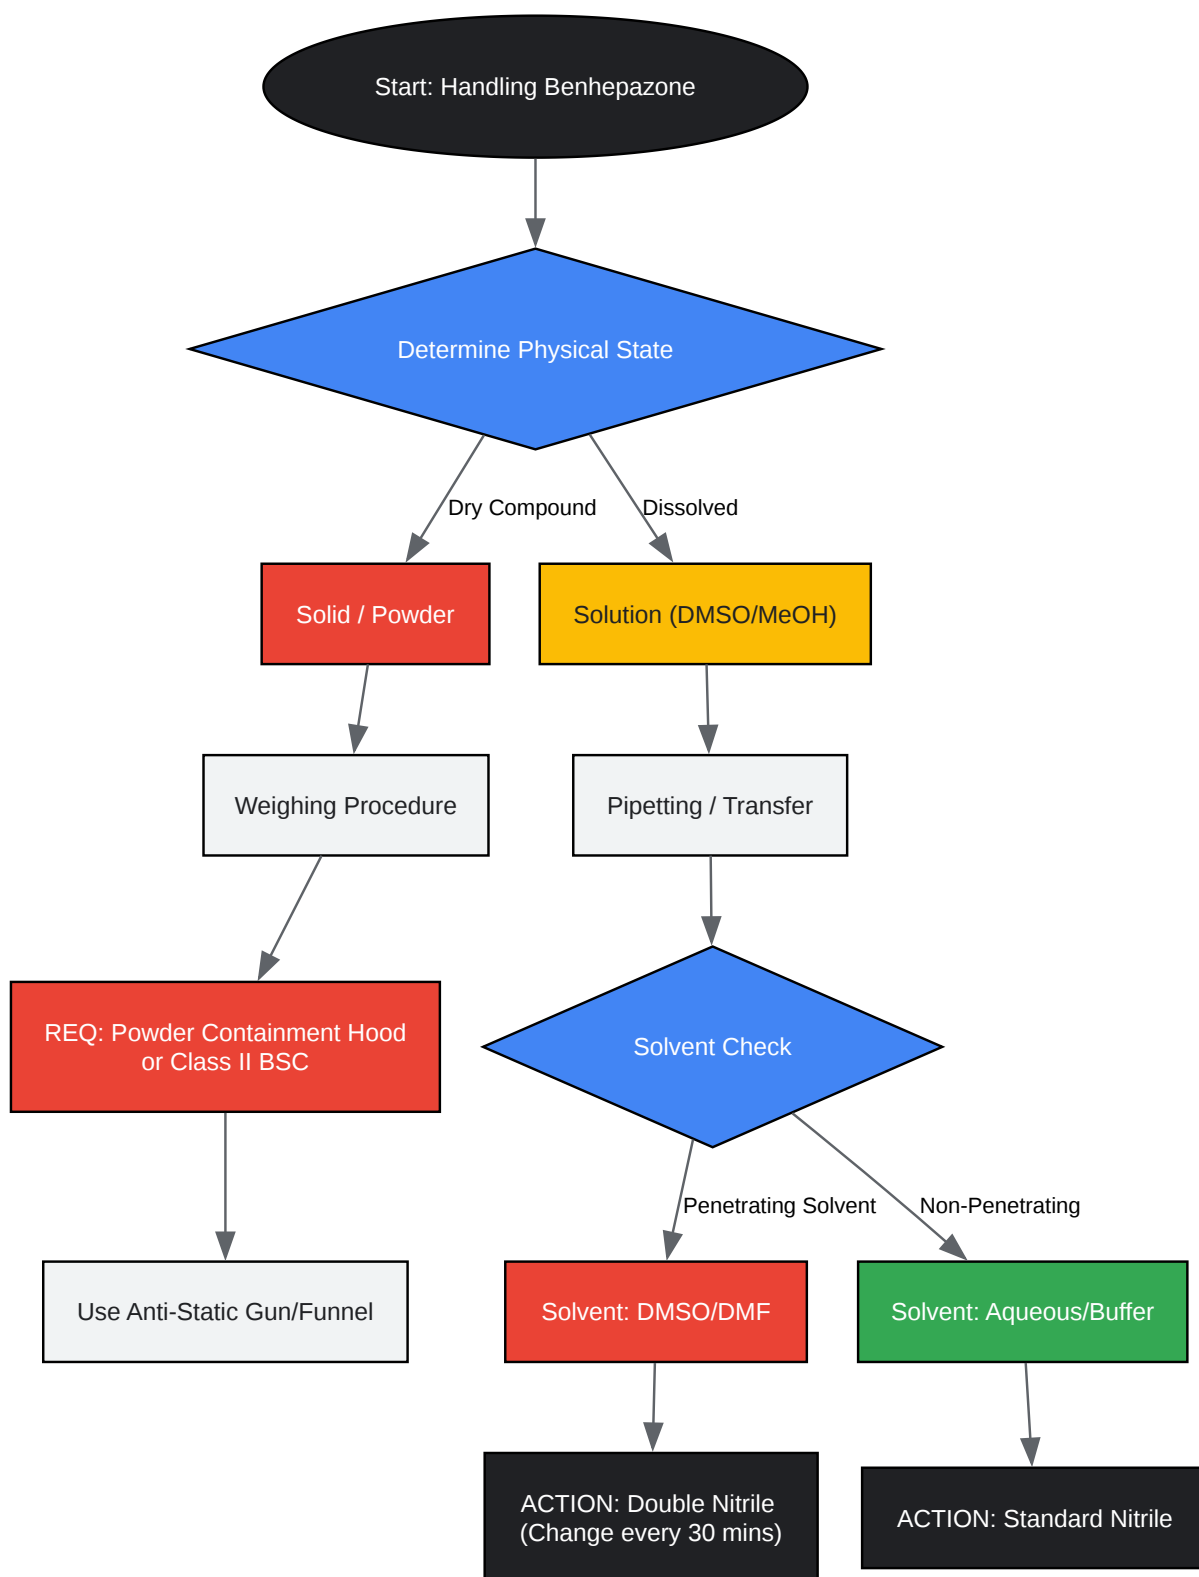 Start: Handling Benhepazone
Determine Physical State
Dry Compound
Dissolved
Solid / Powder
Solution (DMSO/MeOH)
Weighing Procedure
Pipetting / Transfer
REQ: Powder Containment Hood
or Class II BSC
Solvent Check
Penetrating Solvent
Non-Penetrating
Use Anti-Static Gun/Funnel
Solvent: DMSO/DMF
Solvent: Aqueous/Buffer
ACTION: Double Nitrile
(Change every 30 mins)
ACTION: Standard Nitrile